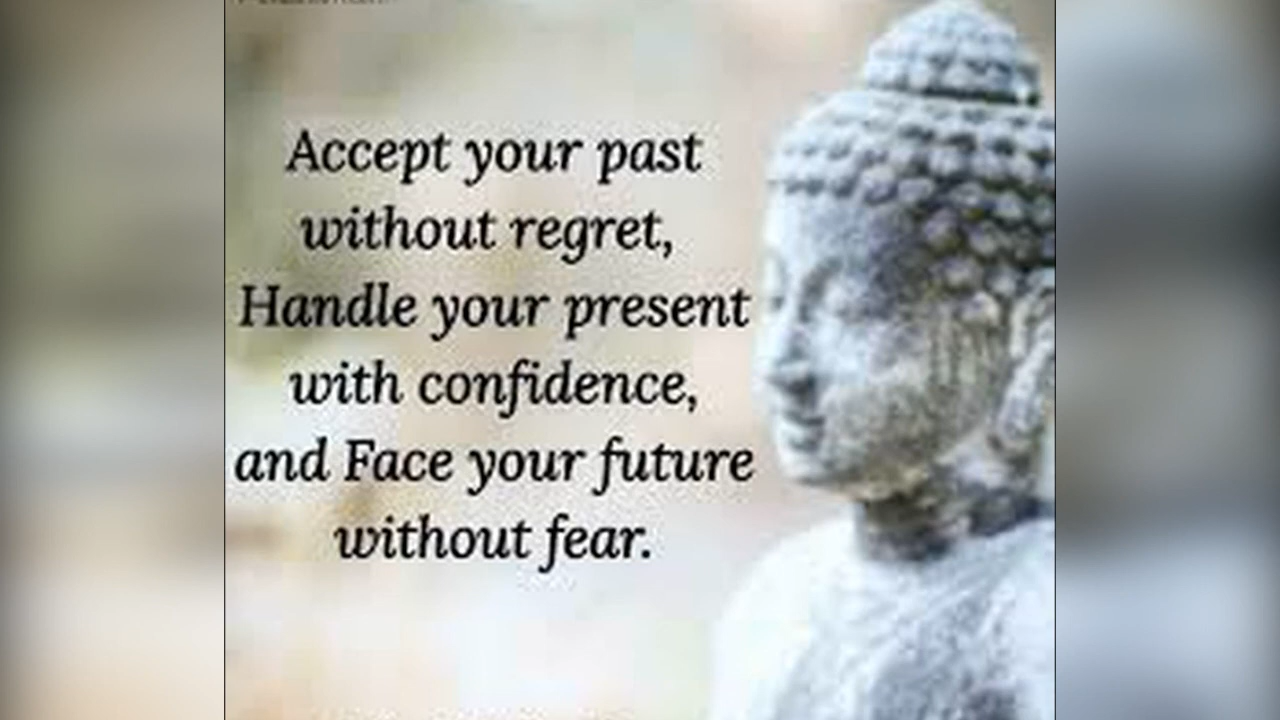 Accept your past
without regret,
Handle your present
with confidence,
and Face your future
without fear.